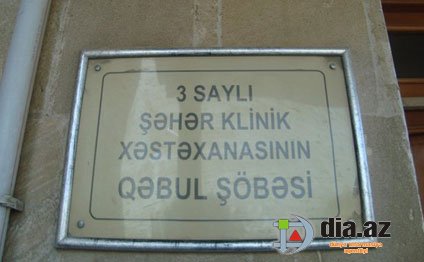 3 SAYLI
ŞƏHƏR KLİNİK
XƏSTƏXANASININ
QƏBUL ŞÖBƏSİ
dia.az